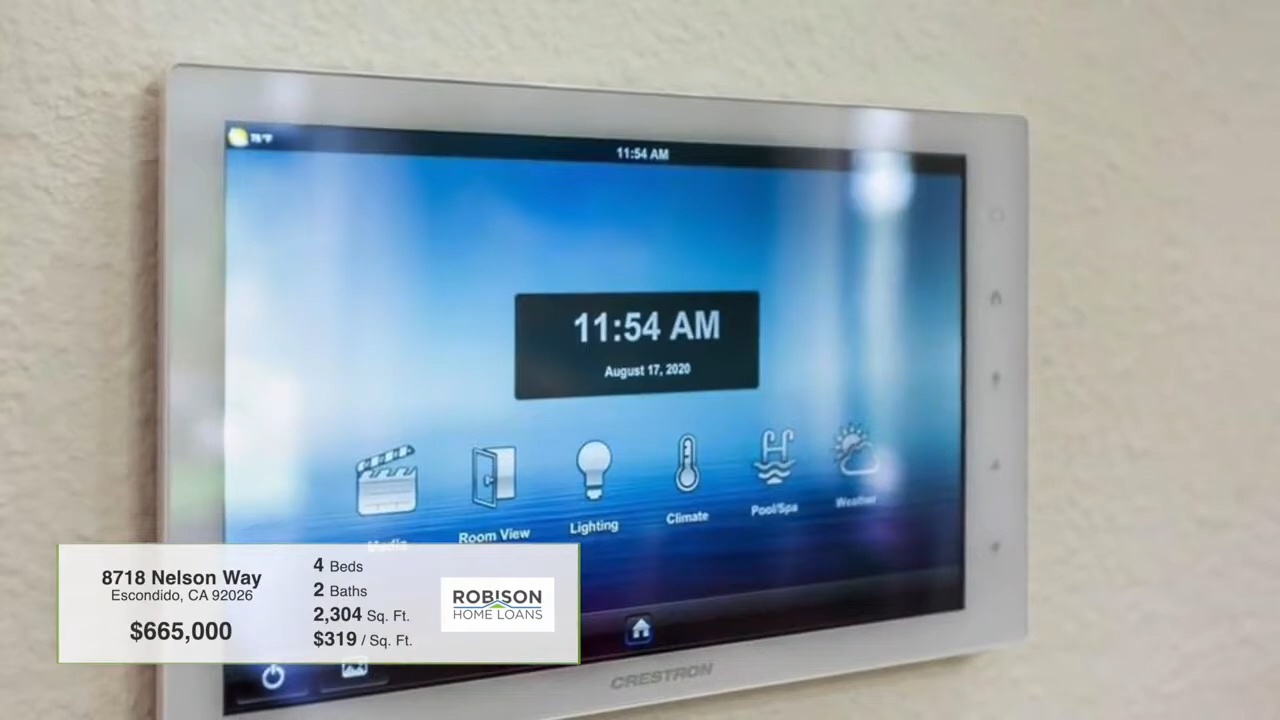 11:54 AM
11:54 AM
August 17, 2020
Media
Room View
Lighting
Climate
Pool/Spa
Weather
8718 Nelson Way
Escondido, CA 92026
$665,000
4 Beds
2 Baths
2,304 Sq. Ft.
$319 / Sq. Ft.
ROBISON
HOME LOANS
CRESTRON